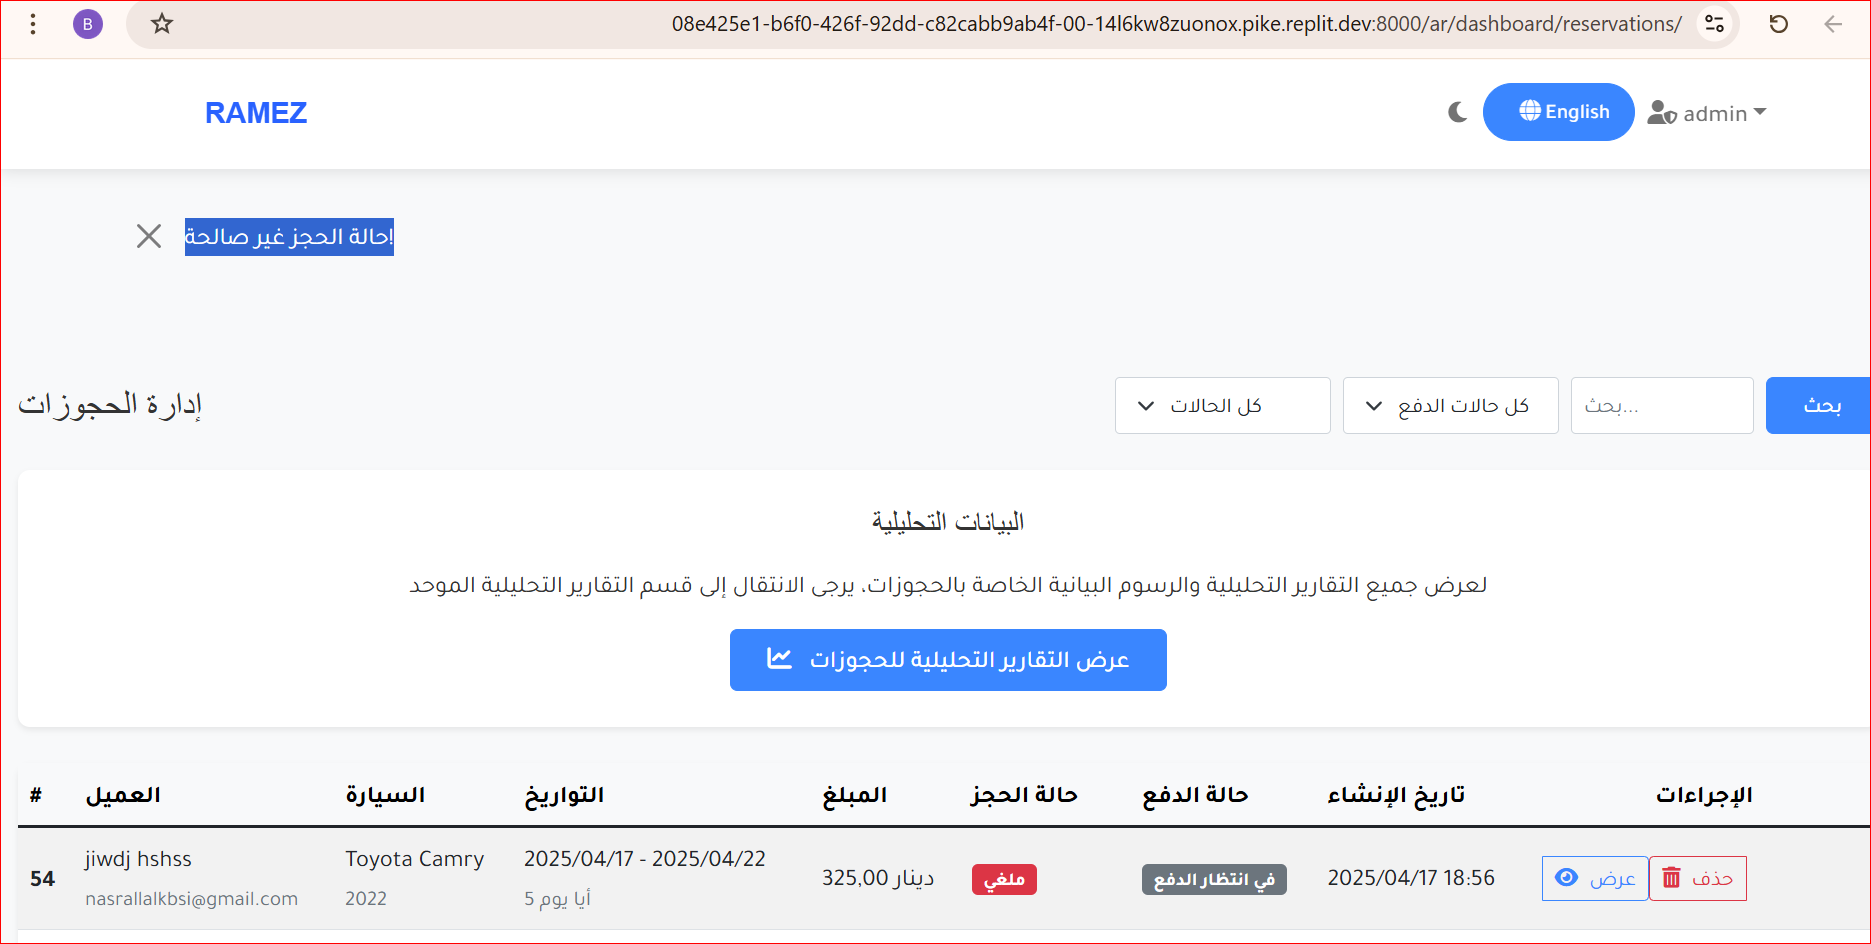 B
08e425e1-b6f0-426f-92dd-c82cabb9ab4f-00-14l6kw8zuonox.pike.replit.dev:8000/ar/dashboard/reservations/
RAMEZ
English
admin
حالة الحجز غير صالحة!
إدارة الحجوزات
كل الحالات
كل حالات الدفع
بحث...
بحث
البيانات التحليلية
لعرض جميع التقارير التحليلية والرسوم البيانية الخاصة بالحجوزات، يرجى الانتقال إلى قسم التقارير التحليلية الموحد
عرض التقارير التحليلية للحجوزات
# العميل السيارة التواريخ المبلغ حالة الحجز حالة الدفع تاريخ الإنشاء الإجراءات
54 jiwdj hshss Toyota Camry 2025/04/17 - 2025/04/22 325,00 دينار ملغي في انتظار الدفع 2025/04/17 18:56 عرض حذف
nasrallalkbsi@gmail.com 2022 5 أيا يوم